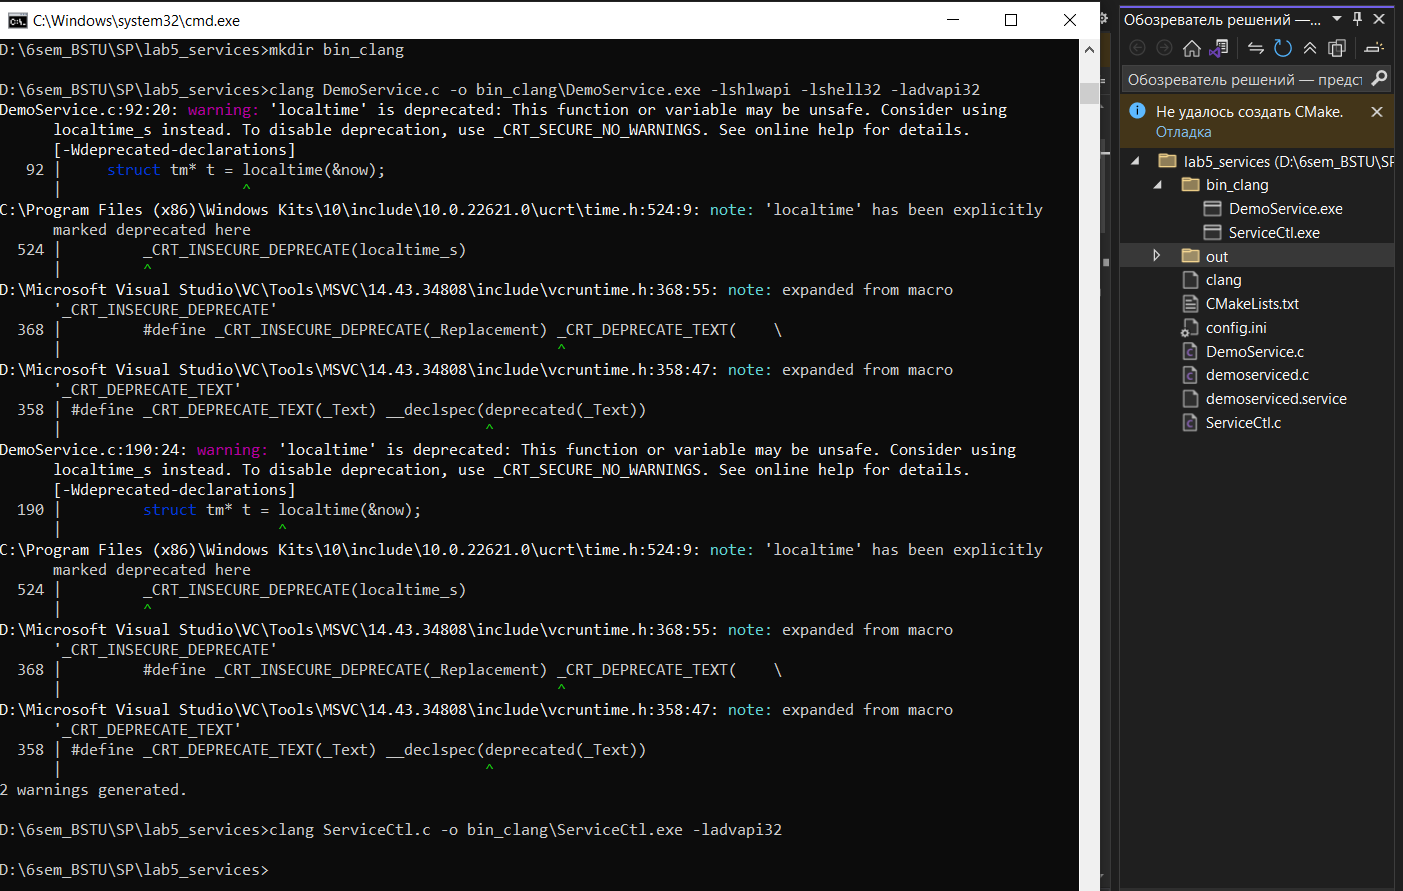 C:\Windows\system32\cmd.exe
D:\6sem_BSTU\SP\lab5_services>mkdir bin_clang
D:\6sem_BSTU\SP\lab5_services>clang DemoService.c -o bin_clang\DemoService.exe -lshlwapi -lshell32 -ladvapi32
DemoService.c:92:20: warning: 'localtime' is deprecated: This function or variable may be unsafe. Consider using
localtime_s instead. To disable deprecation, use _CRT_SECURE_NO_WARNINGS. See online help for details.
[-Wdeprecated-declarations]
92 |     struct tm* t = localtime(&now);
|                    ^
C:\Program Files (x86)\Windows Kits\10\include\10.0.22621.0\ucrt\time.h:524:9: note: 'localtime' has been explicitly
marked deprecated here
524 |         _CRT_INSECURE_DEPRECATE(localtime_s)
|         ^
D:\Microsoft Visual Studio\VC\Tools\MSVC\14.43.34808\include\vcruntime.h:368:55: note: expanded from macro
'_CRT_INSECURE_DEPRECATE'
368 |         #define _CRT_INSECURE_DEPRECATE(_Replacement) _CRT_DEPRECATE_TEXT(    \
|                                                       ^
D:\Microsoft Visual Studio\VC\Tools\MSVC\14.43.34808\include\vcruntime.h:358:47: note: expanded from macro
'_CRT_DEPRECATE_TEXT'
358 | #define _CRT_DEPRECATE_TEXT(_Text) __declspec(deprecated(_Text))
|                                               ^
DemoService.c:190:24: warning: 'localtime' is deprecated: This function or variable may be unsafe. Consider using
localtime_s instead. To disable deprecation, use _CRT_SECURE_NO_WARNINGS. See online help for details.
[-Wdeprecated-declarations]
190 |         struct tm* t = localtime(&now);
|                        ^
C:\Program Files (x86)\Windows Kits\10\include\10.0.22621.0\ucrt\time.h:524:9: note: 'localtime' has been explicitly
marked deprecated here
524 |         _CRT_INSECURE_DEPRECATE(localtime_s)
|         ^
D:\Microsoft Visual Studio\VC\Tools\MSVC\14.43.34808\include\vcruntime.h:368:55: note: expanded from macro
'_CRT_INSECURE_DEPRECATE'
368 |         #define _CRT_INSECURE_DEPRECATE(_Replacement) _CRT_DEPRECATE_TEXT(    \
|                                                       ^
D:\Microsoft Visual Studio\VC\Tools\MSVC\14.43.34808\include\vcruntime.h:358:47: note: expanded from macro
'_CRT_DEPRECATE_TEXT'
358 | #define _CRT_DEPRECATE_TEXT(_Text) __declspec(deprecated(_Text))
|                                               ^
2 warnings generated.
D:\6sem_BSTU\SP\lab5_services>clang ServiceCtl.c -o bin_clang\ServiceCtl.exe -ladvapi32
D:\6sem_BSTU\SP\lab5_services>
Обозреватель решений —...
Обозреватель решений — предст
Не удалось создать CMake.
Отладка
lab5_services (D:\6sem_BSTU\SP
bin_clang
DemoService.exe
ServiceCtl.exe
out
clang
CMakeLists.txt
config.ini
DemoService.c
demoserviced.c
demoserviced.service
ServiceCtl.c